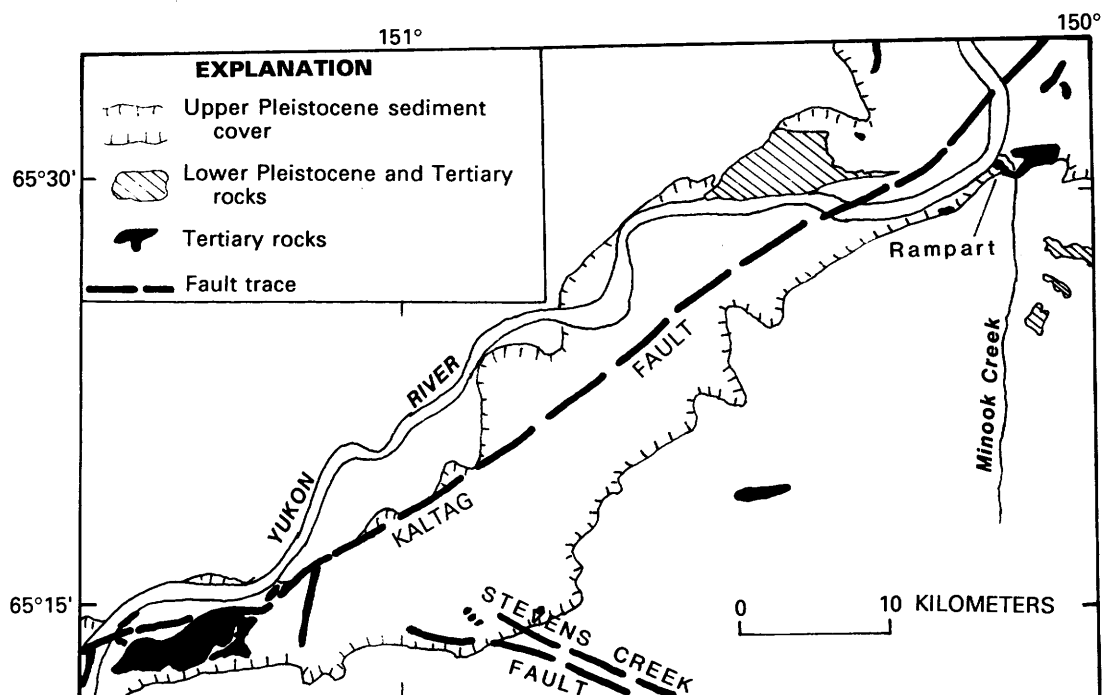 151°
150°
EXPLANATION
Upper Pleistocene sediment
cover
Lower Pleistocene and Tertiary
rocks
Tertiary rocks
Fault trace
65°30'
Rampart
FAULT
RIVER
Minook Creek
YUKON
KALTAG
65°15'
0 10 KILOMETERS
STEVENS CREEK
FAULT